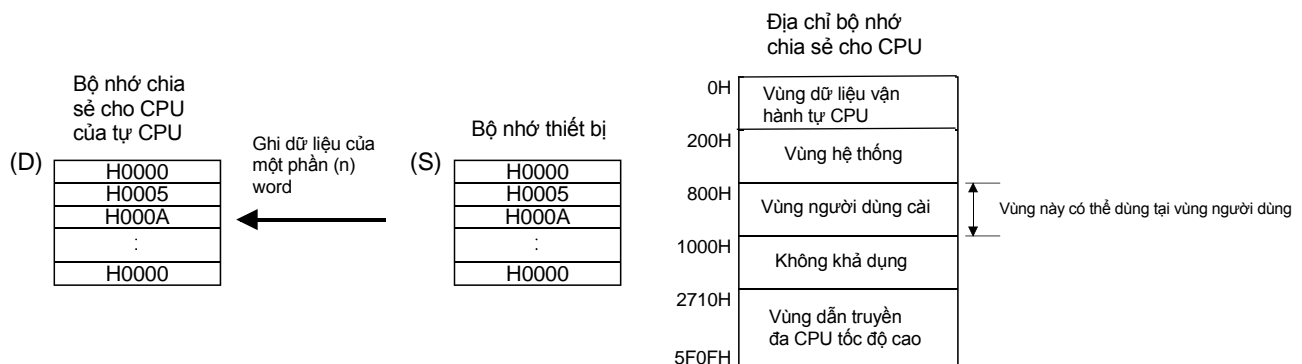 Bộ nhớ chia
sẻ cho CPU
của tự CPU
(D)
H0000
H0005
H000A
:
H0000
Ghi dữ liệu của
một phần (n)
word
Bộ nhớ thiết bị
(S)
H0000
H0005
H000A
:
H0000
Địa chỉ bộ nhớ
chia sẻ cho CPU
0H
Vùng dữ liệu vận
hành tự CPU
200H
Vùng hệ thống
800H
Vùng người dùng cài
Vùng này có thể dùng tại vùng người dùng
1000H
Không khả dụng
2710H
Vùng dẫn truyền
đa CPU tốc độ cao
5F0FH